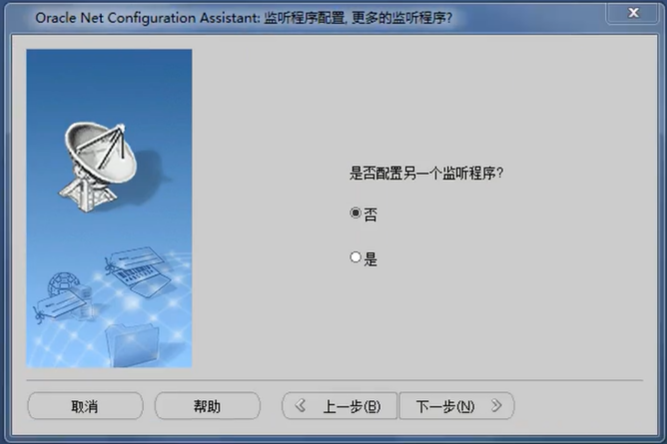 Oracle Net Configuration Assistant: 监听程序配置, 更多的监听程序?
是否配置另一个监听程序?
否
是
取消
帮助
上一步(B)
下一步(N)